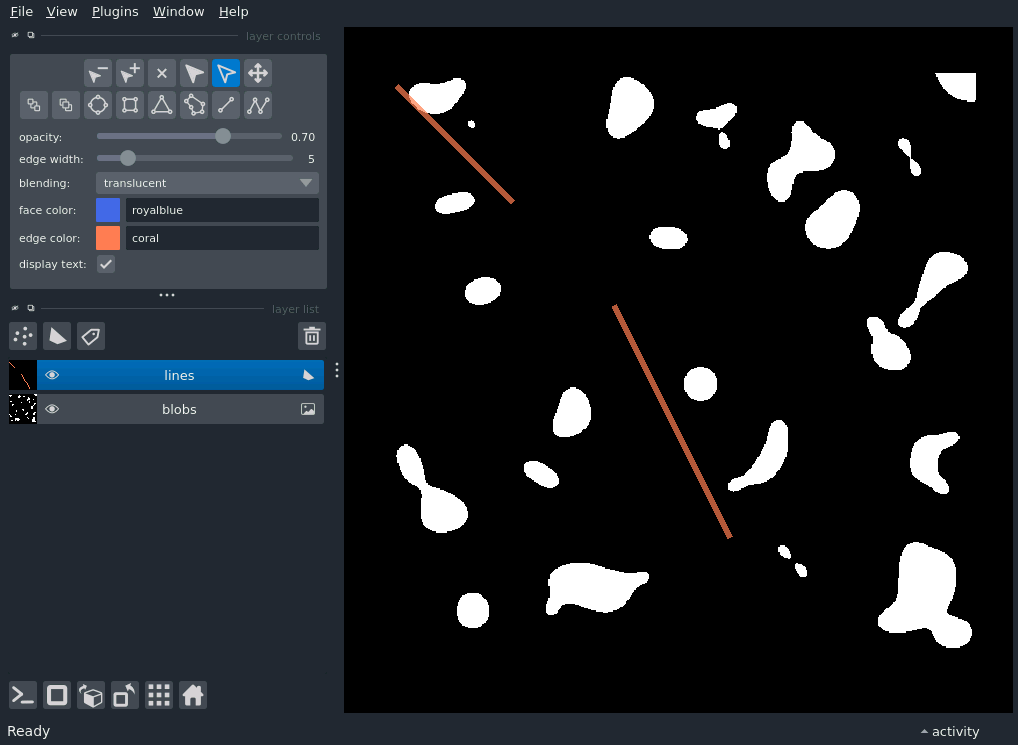 File View Plugins Window Help
layer controls
opacity: 0.70
edge width: 5
blending: translucent
face color: royalblue
edge color: coral
display text:
layer list
lines
blobs
Ready activity